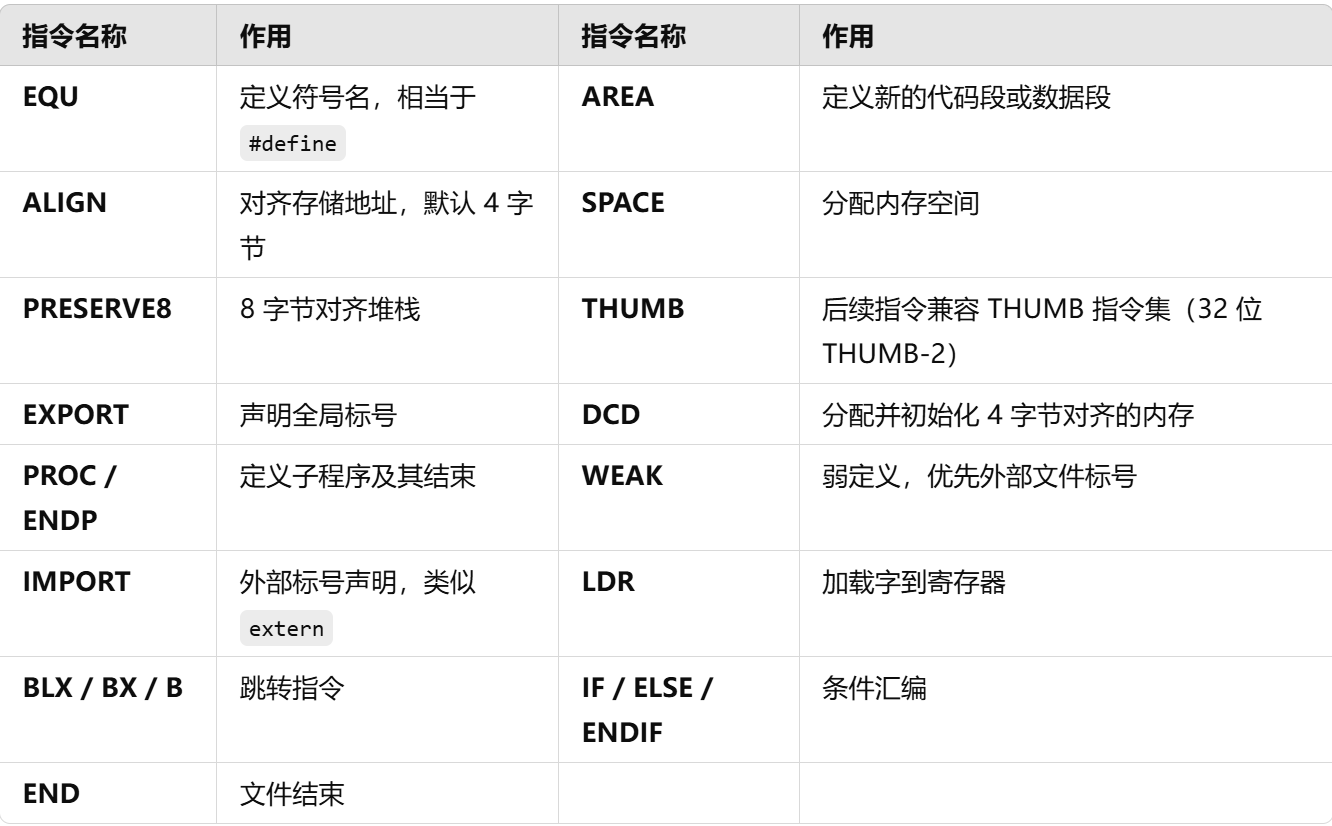 指令名称 作用 指令名称 作用
EQU 定义符号名，相当于 AREA 定义新的代码段或数据段
#define
ALIGN 对齐存储地址，默认 4 字 SPACE 分配内存空间
节
PRESERVE8 8 字节对齐堆栈 THUMB 后续指令兼容 THUMB 指令集（32 位
THUMB-2）
EXPORT 声明全局标号 DCD 分配并初始化 4 字节对齐的内存
PROC / 定义子程序及其结束 WEAK 弱定义，优先外部文件标号
ENDP
IMPORT 外部标号声明，类似 LDR 加载字到寄存器
extern
BLX / BX / B 跳转指令 IF / ELSE / 条件汇编
ENDIF
END 文件结束